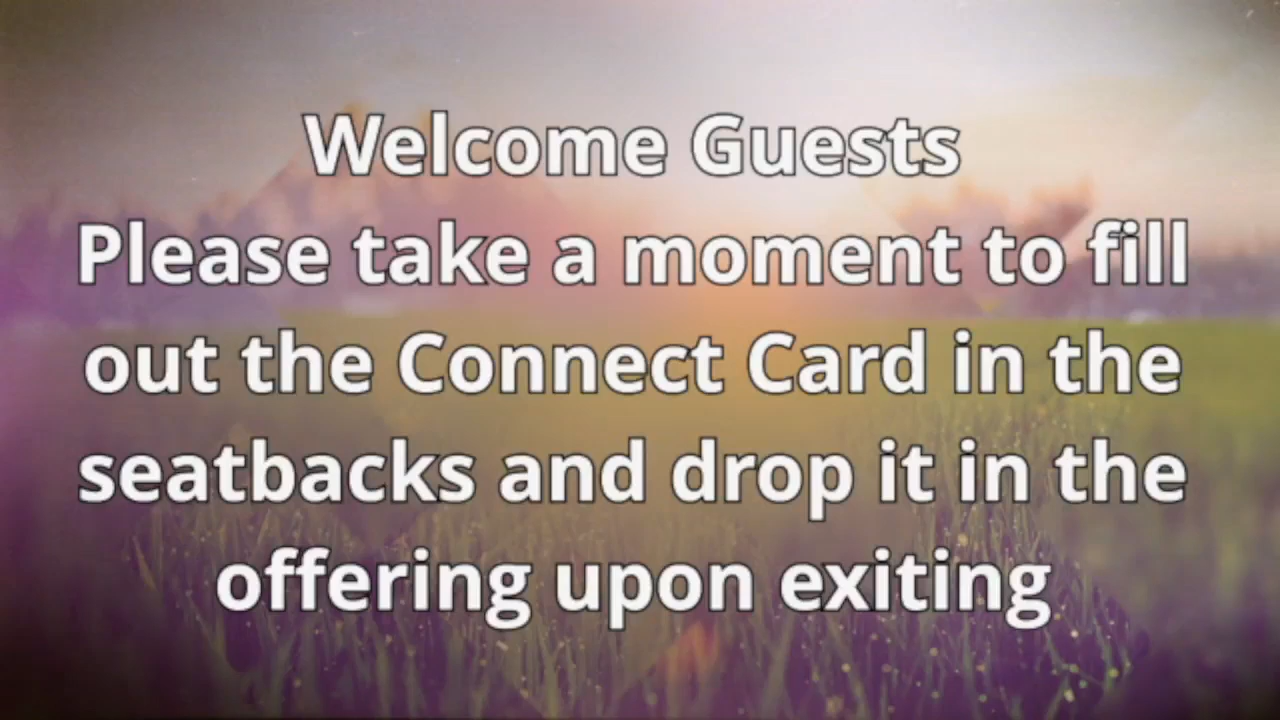 Welcome Guests
Please take a moment to fill
out the Connect Card in the
seatbacks and drop it in the
offering upon exiting